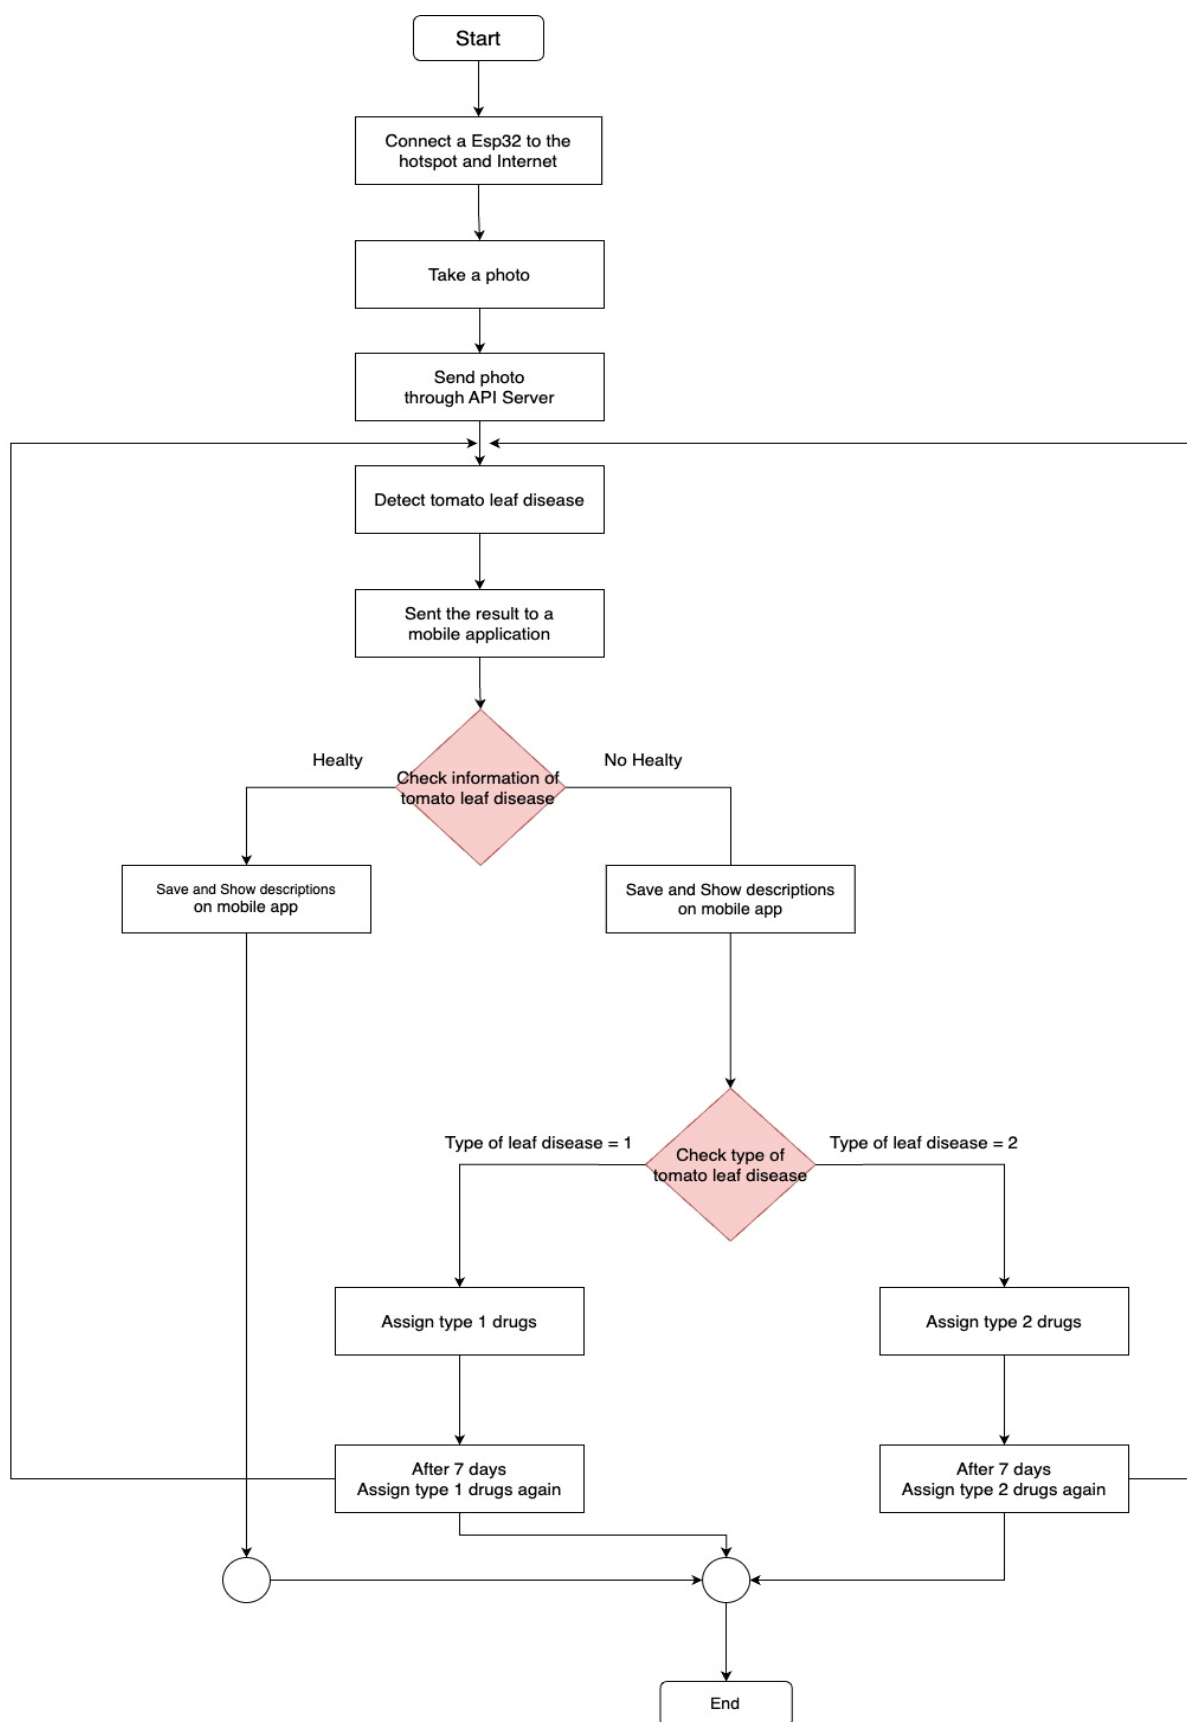 Start
Connect a Esp32 to the
hotspot and Internet
Take a photo
Send photo
through API Server
Detect tomato leaf disease
Sent the result to a
mobile application
Healty
No Healty
Check information of
tomato leaf disease
Save and Show descriptions
on mobile app
Save and Show descriptions
on mobile app
Type of leaf disease = 1
Type of leaf disease = 2
Check type of
tomato leaf disease
Assign type 1 drugs
Assign type 2 drugs
After 7 days
Assign type 1 drugs again
After 7 days
Assign type 2 drugs again
End